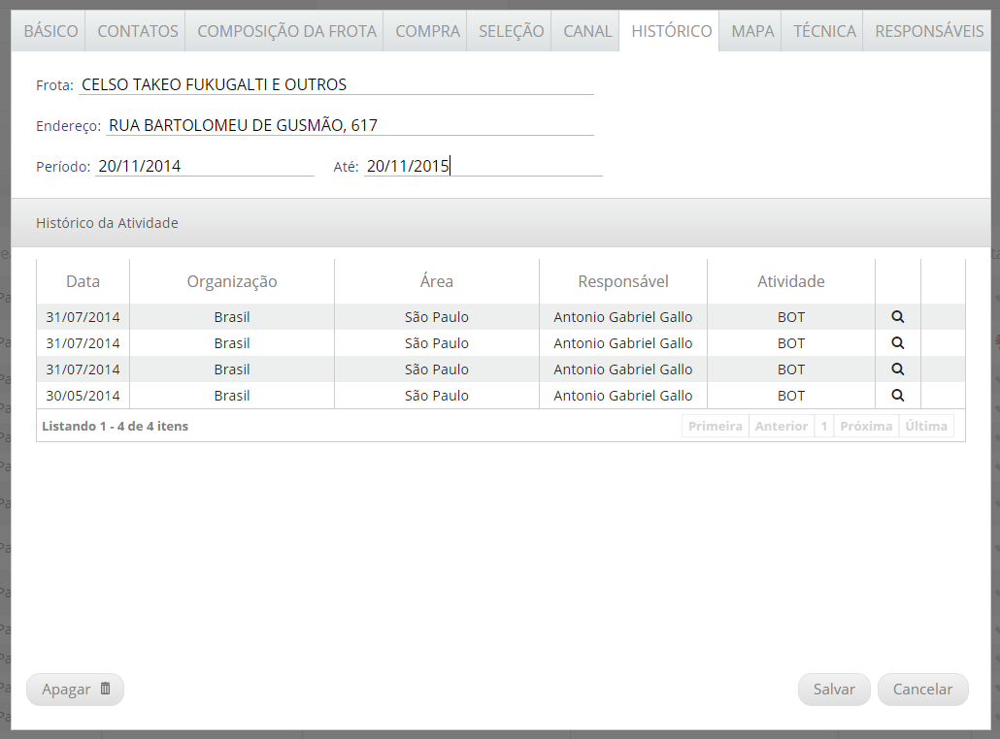 BÁSICO CONTATOS COMPOSIÇÃO DA FROTA COMPRA SELEÇÃO CANAL HISTÓRICO MAPA TÉCNICA RESPONSÁVEIS
Frota: CELSO TAKEO FUKUGALTI E OUTROS
Endereço: RUA BARTOLOMEU DE GUSMÃO, 617
Período: 20/11/2014 Até: 20/11/2015
Histórico da Atividade
Data Organização Área Responsável Atividade
31/07/2014 Brasil São Paulo Antonio Gabriel Gallo BOT
31/07/2014 Brasil São Paulo Antonio Gabriel Gallo BOT
31/07/2014 Brasil São Paulo Antonio Gabriel Gallo BOT
30/05/2014 Brasil São Paulo Antonio Gabriel Gallo BOT
Listando 1 - 4 de 4 itens Primeira Anterior 1 Próxima Última
Apagar Salvar Cancelar